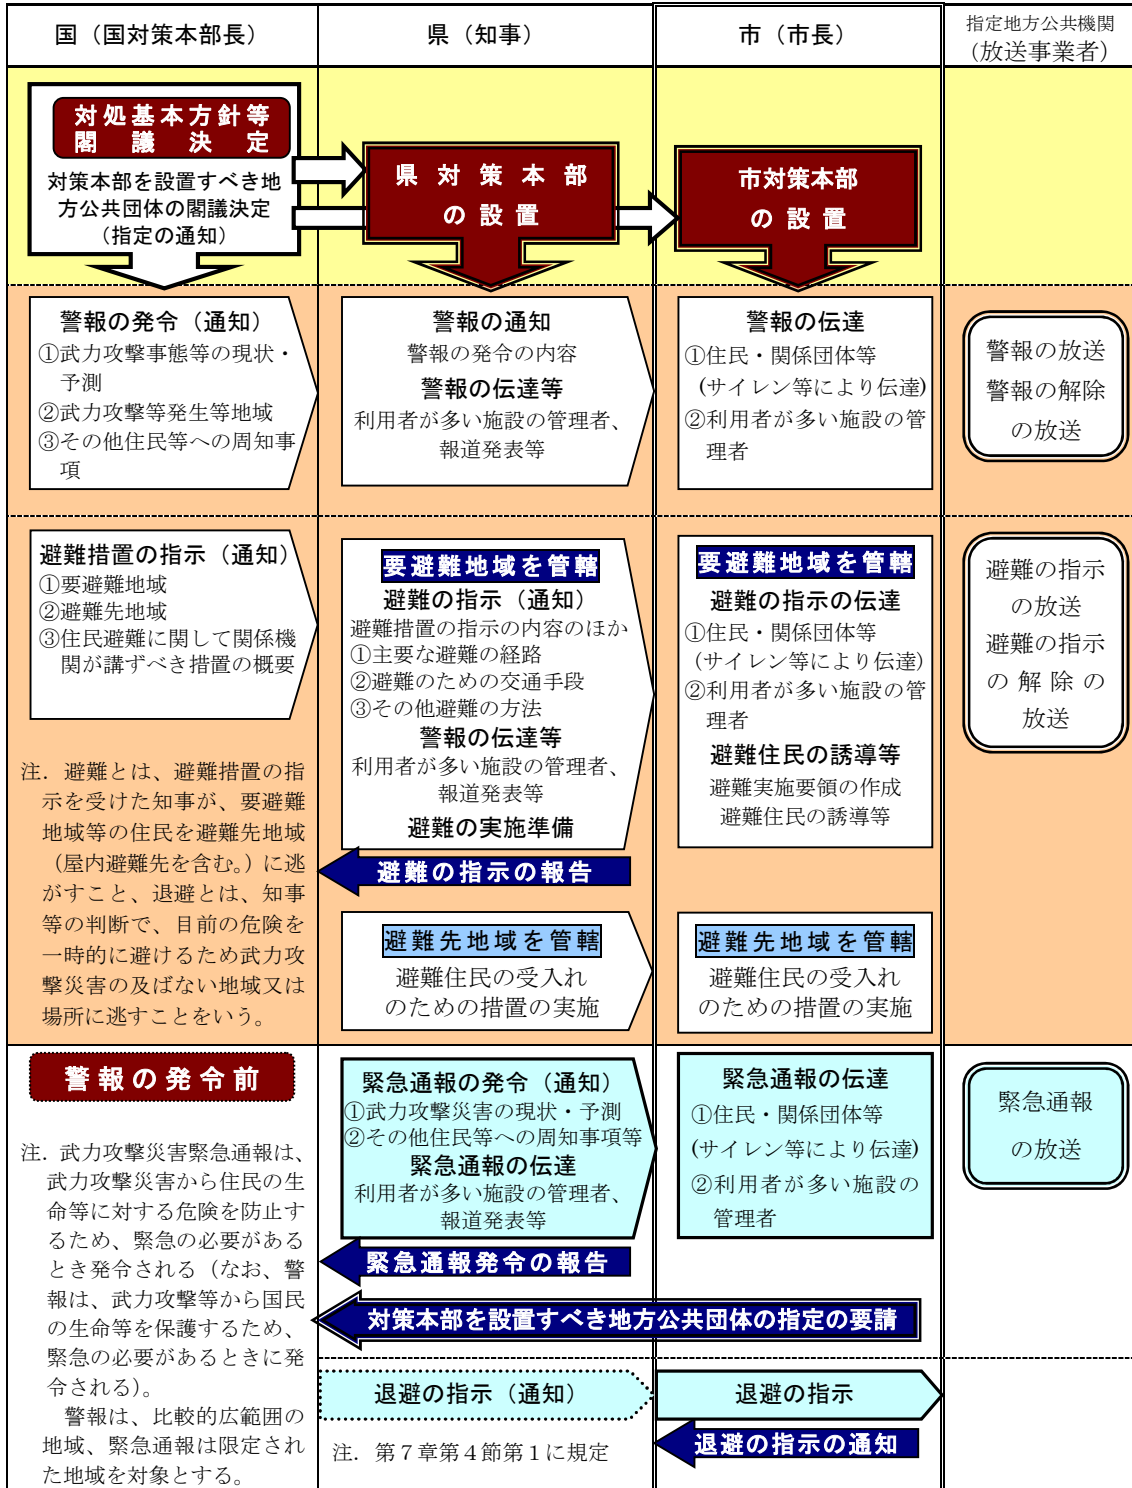 国（国対策本部長）
県（知事）
市（市長）
指定地方公共機関
（放送事業者）
対処基本方針等
閣議決定
対策本部を設置すべき地
方公共団体の閣議決定
（指定の通知）
県対策本部
の設置
市対策本部
の設置
警報の発令（通知）
①武力攻撃事態等の現状・
予測
②武力攻撃等発生等地域
③その他住民等への周知事
項
警報の通知
警報の発令の内容
警報の伝達等
利用者が多い施設の管理者、
報道発表等
警報の伝達
①住民・関係団体等
(サイレン等により伝達)
②利用者が多い施設の管
理者
警報の放送
警報の解除
の放送
避難措置の指示（通知）
①要避難地域
②避難先地域
③住民避難に関して関係機
関が講ずべき措置の概要
注．避難とは、避難措置の指
示を受けた知事が、要避難
地域等の住民を避難先地域
（屋内避難先を含む。）に逃
がすこと、退避とは、知事
等の判断で、目前の危険を
一時的に避けるため武力攻
撃災害の及ばない地域又は
場所に逃すことをいう。
要避難地域を管轄
避難の指示（通知）
避難措置の指示の内容のほか
①主要な避難の経路
②避難のための交通手段
③その他避難の方法
警報の伝達等
利用者が多い施設の管理者、
報道発表等
避難の実施準備
避難の指示の報告
避難先地域を管轄
避難住民の受入れ
のための措置の実施
要避難地域を管轄
避難の指示の伝達
①住民・関係団体等
（サイレン等により伝達)
②利用者が多い施設の管
理者
避難住民の誘導等
避難実施要領の作成
避難住民の誘導等
避難先地域を管轄
避難住民の受入れ
のための措置の実施
避難の指示
の放送
避難の指示
の解除の
放送
警報の発令前
注．武力攻撃災害緊急通報は、
武力攻撃災害から住民の生
命等に対する危険を防止す
るため、緊急の必要がある
とき発令される（なお、警
報は、武力攻撃等から国民
の生命等を保護するため、
緊急の必要があるときに発
令される）。
警報は、比較的広範囲の
地域、緊急通報は限定され
た地域を対象とする。
緊急通報の発令（通知）
①武力攻撃災害の現状・予測
②その他住民等への周知事項等
緊急通報の伝達
利用者が多い施設の管理者、
報道発表等
緊急通報発令の報告
緊急通報の伝達
①住民・関係団体等
(サイレン等により伝達)
②利用者が多い施設の
管理者
緊急通報
の放送
対策本部を設置すべき地方公共団体の指定の要請
退避の指示（通知）
退避の指示
退避の指示の通知
注．第７章第４節第１に規定